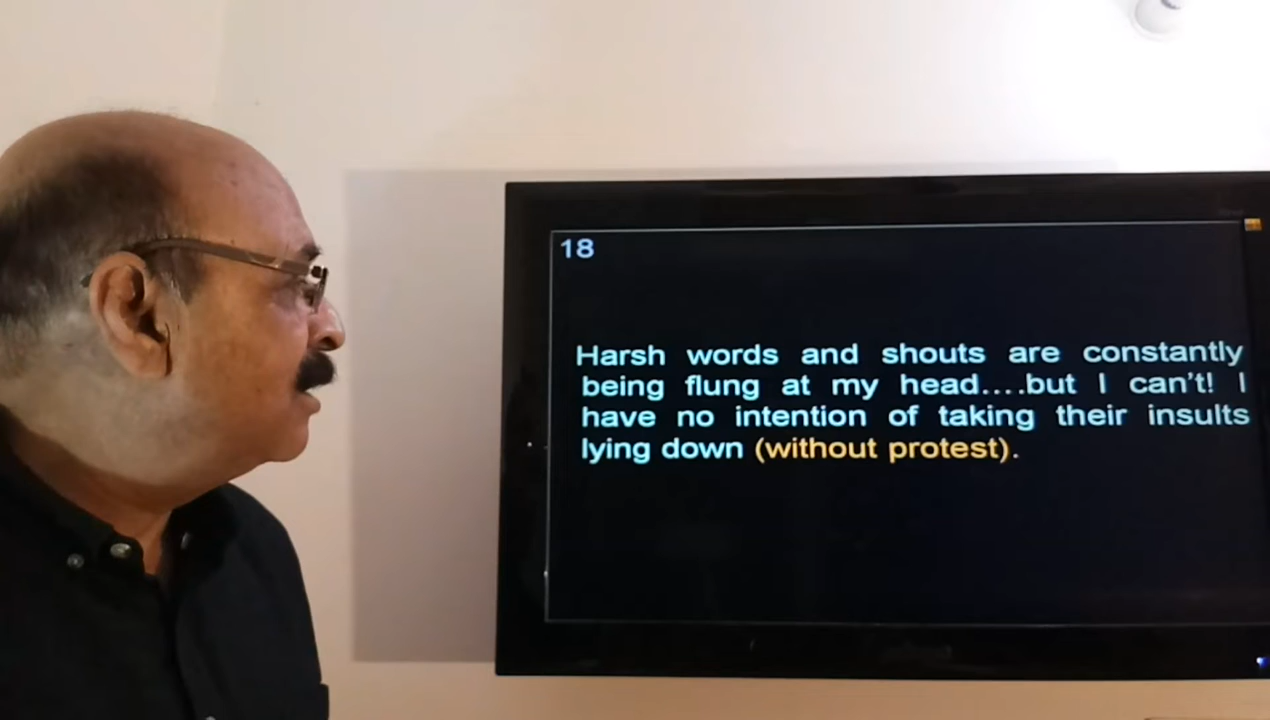 18
Harsh words and shouts are constantly
being flung at my head....but I can't! I
have no intention of taking their insults
lying down (without protest).